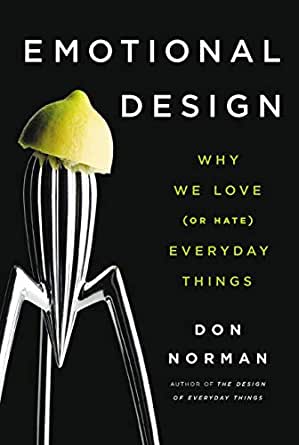 EMOTIONAL
DESIGN
WHY
WE LOVE
(OR HATE)
EVERYDAY
THINGS
DON
NORMAN
AUTHOR OF THE DESIGN
OF EVERYDAY THINGS